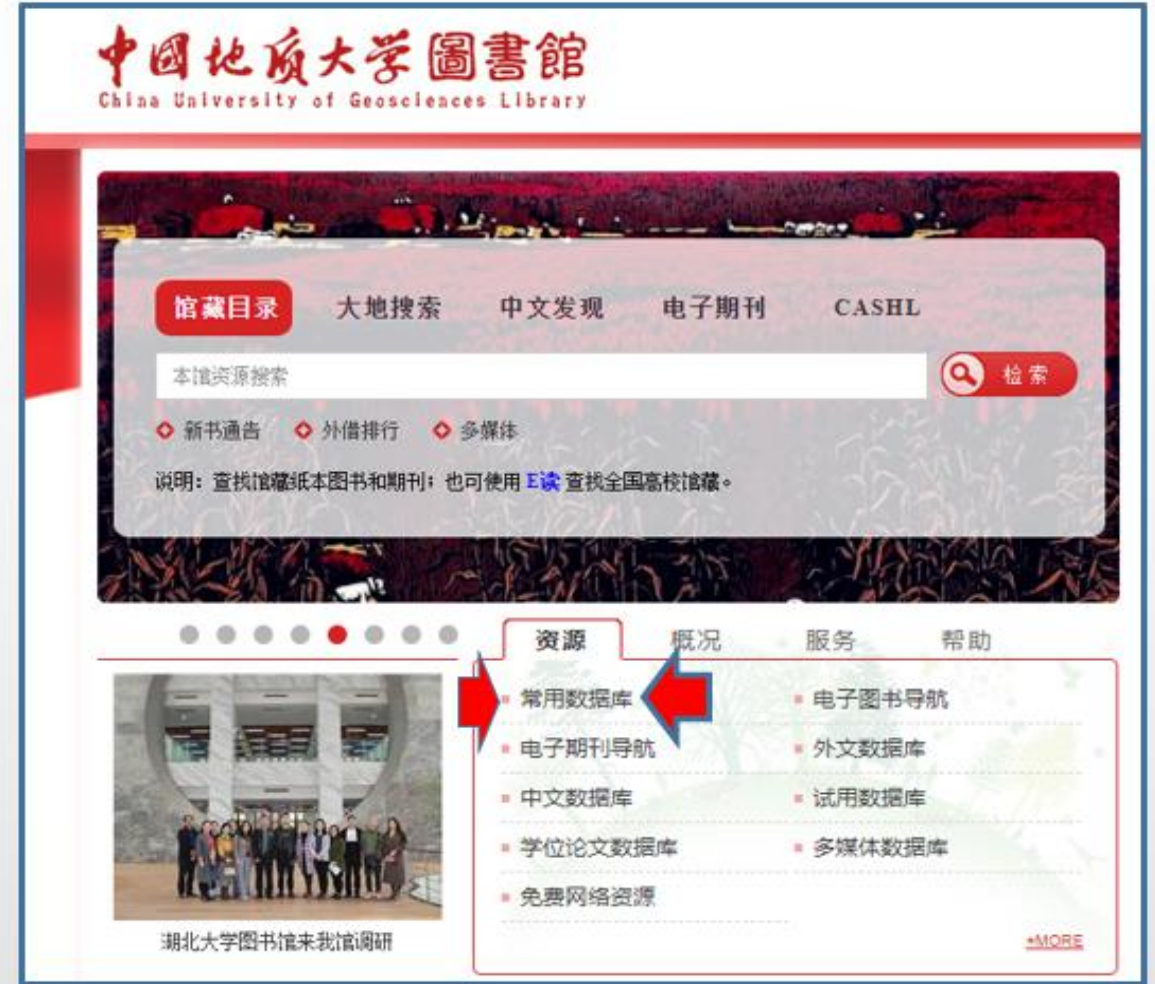 中國地质大学圖書館
China University of Geosciences Library
馆藏目录 大地搜索 中文发现 电子期刊 CASHL
本馆资源搜索 检索
新书通告 外借排行 多媒体
说明：查找馆藏纸本图书和期刊；也可使用 E读 查找全国高校馆藏。
资源 概况 服务 帮助
常用数据库 电子图书导航
电子期刊导航 外文数据库
中文数据库 试用数据库
学位论文数据库 多媒体数据库
免费网络资源
湖北大学图书馆来我馆调研
+MORE